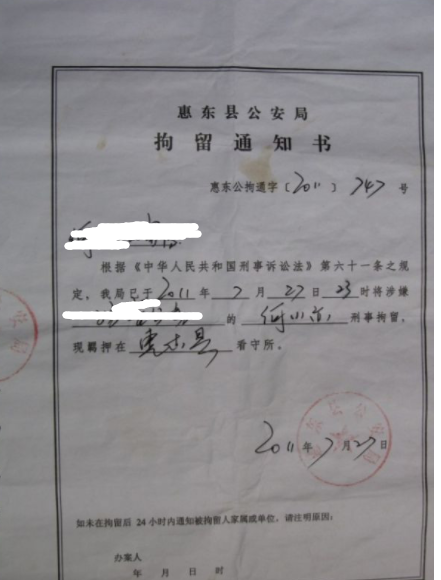 惠东县公安局
拘留通知书
惠东公拘通字〔2011〕747号
根据《中华人民共和国刑事诉讼法》第六十一条之规
定，我局已于2011年7月27日23时将涉嫌
的 何小 刑事拘留，
现羁押在惠东县看守所。
2011年7月27日
如未在拘留后24小时内通知被拘留人家属或单位，请注明原因：
办案人
年 月 日 时